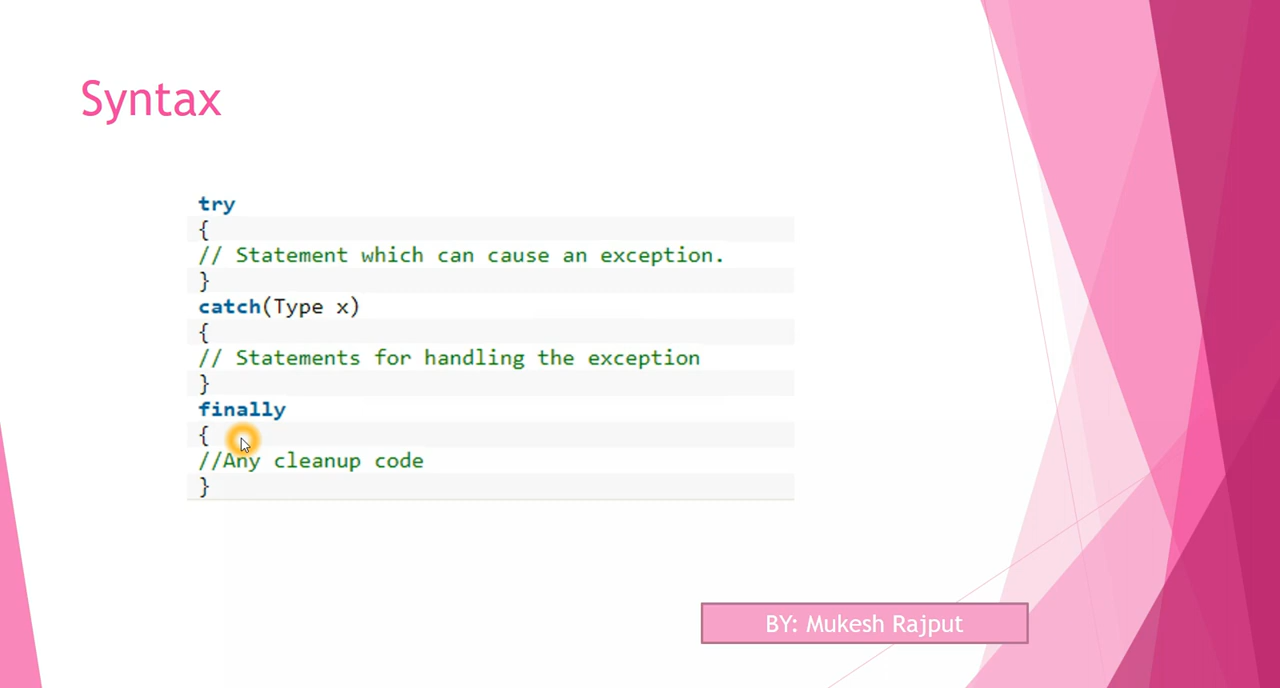 Syntax
try
{
// Statement which can cause an exception.
}
catch(Type x)
{
// Statements for handling the exception
}
finally
{
//Any cleanup code
}
BY: Mukesh Rajput